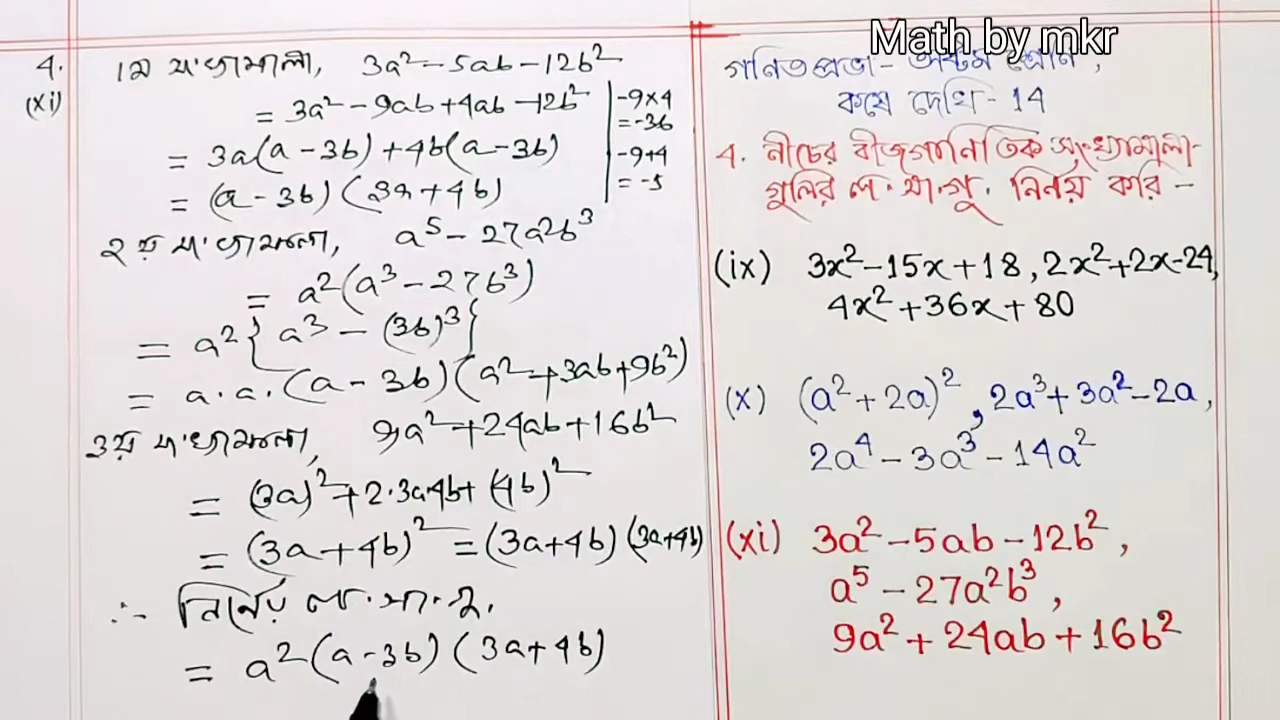 Math by mkr
4. (xi) ১ম সংখ্যামালা, 3a² - 5ab - 12b²
= 3a² - 9ab + 4ab - 12b²
-9×4
= -36
-9+4
= -5
= 3a(a - 3b) + 4b(a - 3b)
= (a - 3b) (3a + 4b)
২য় সংখ্যামালা, a⁵ - 27a²b³
= a²(a³ - 27b³)
= a²{a³ - (3b)³}
= a.a.(a - 3b)(a² + 3ab + 9b²)
৩য় সংখ্যামালা, 9a² + 24ab + 16b²
= (3a)² + 2.3a.4b + (4b)²
= (3a + 4b)² = (3a + 4b) (3a + 4b)
∴ নির্ণেয় ল.সা.গু.
= a²(a - 3b) (3a + 4b)
গনিতপ্রভা - অষ্টম শ্রেণি,
কষে দেখি - 14
4. নীচের বীজগানিতিক সংখ্যামালা-
গুলির ল.সা.গু. নির্নয় করি -
(ix) 3x² - 15x + 18, 2x² + 2x - 24,
4x² + 36x + 80
(x) (a² + 2a)², 2a³ + 3a² - 2a,
2a⁴ - 3a³ - 14a²
(xi) 3a² - 5ab - 12b²,
a⁵ - 27a²b³,
9a² + 24ab + 16b²